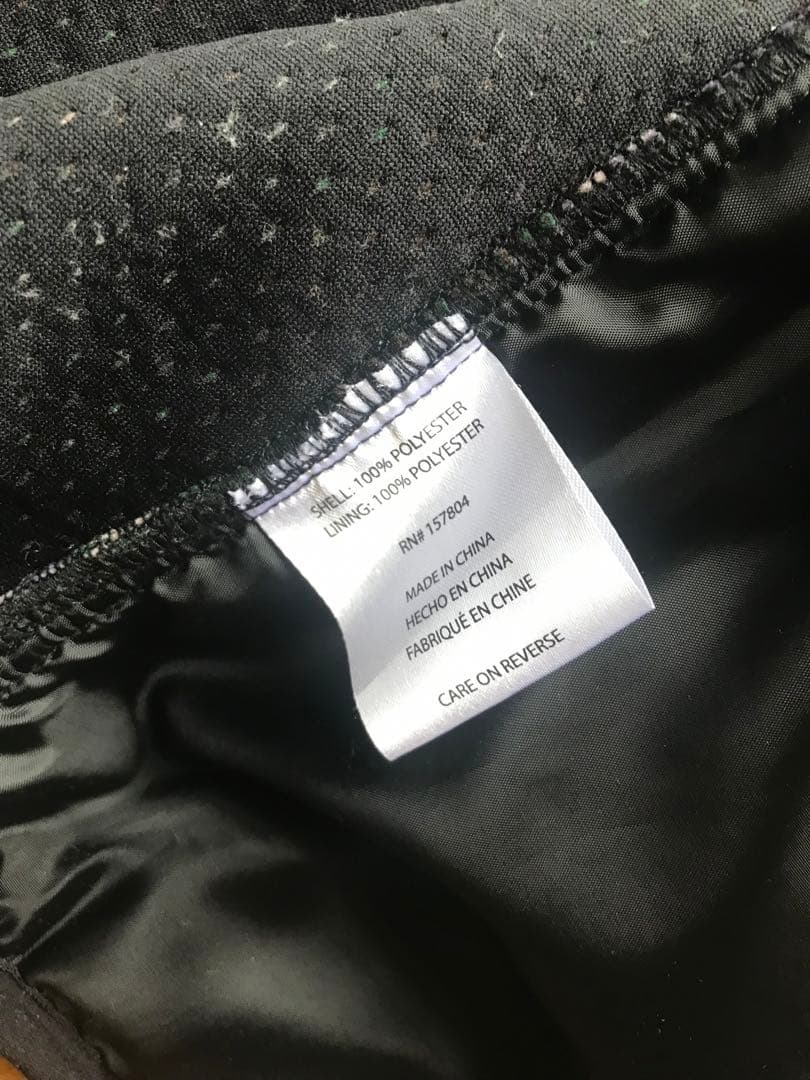 SHELL: 100% POLYESTER
LINING: 100% POLYESTER
RN# 157804
MADE IN CHINA
HECHO EN CHINA
FABRIQUÉ EN CHINE
CARE ON REVERSE